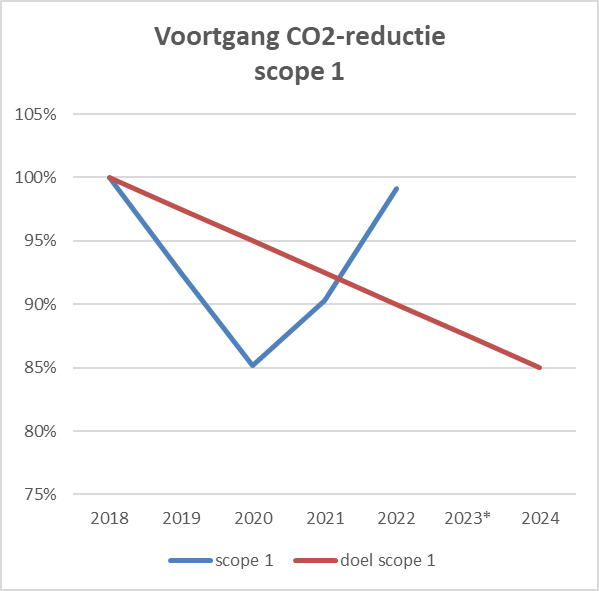 Voortgang CO2-reductie
scope 1
105%
100%
95%
90%
85%
80%
75%
2018 2019 2020 2021 2022 2023* 2024
scope 1 doel scope 1